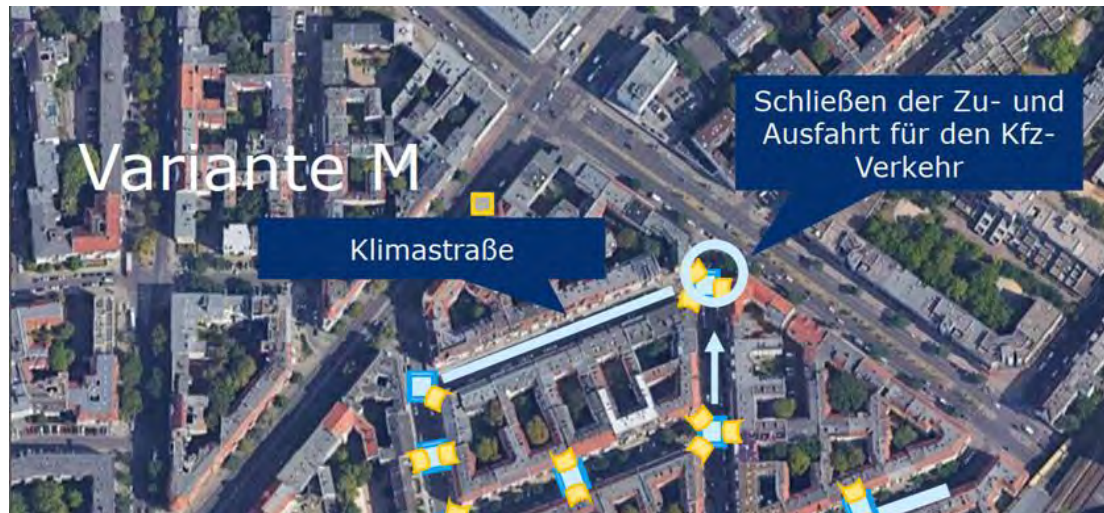 Schließen der Zu- und
Ausfahrt für den Kfz-
Verkehr
Variante M
Klimastraße